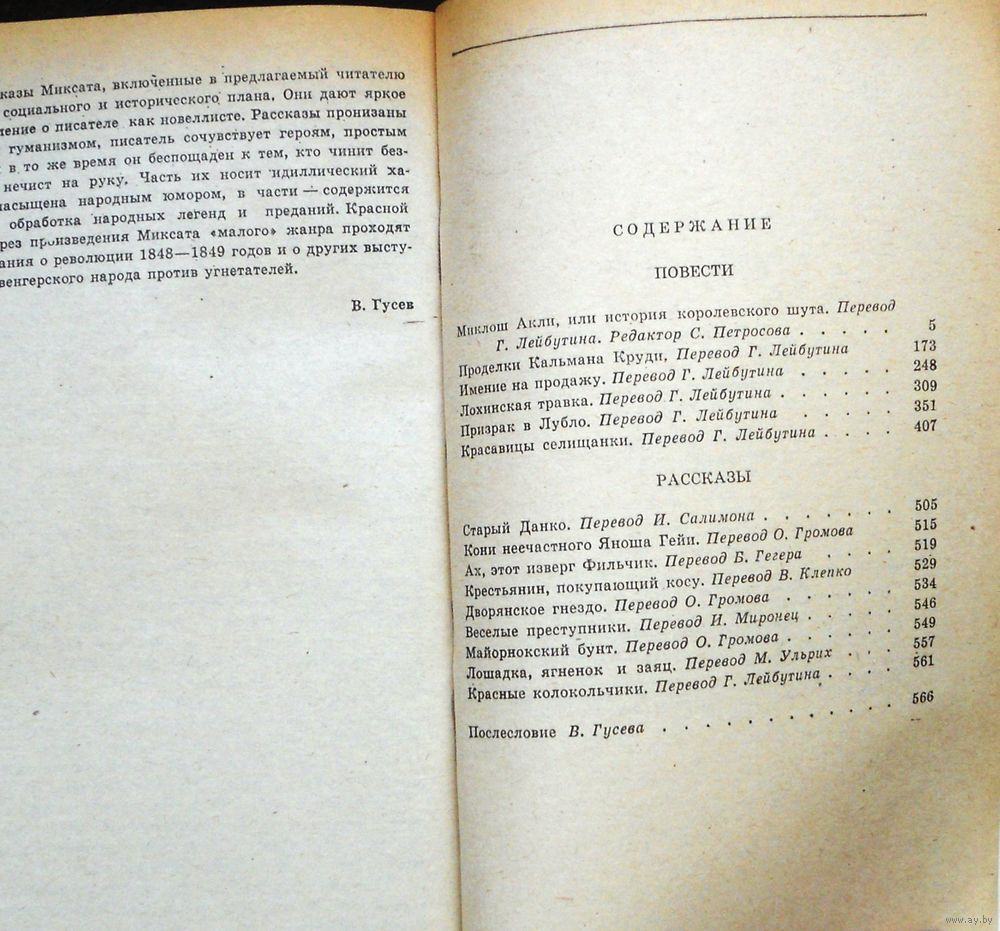 казы Миксата, включенные в предлагаемый читателю
социального и исторического плана. Они дают яркое
ление о писателе как новеллисте. Рассказы пронизаны
гуманизмом, писатель сочувствует героям, простым
в то же время он беспощаден к тем, кто чинит без-
нечист на руку. Часть их носит идиллический ха-
насыщена народным юмором, в части — содержится
обработка народных легенд и преданий. Красной
рез произведения Миксата «малого» жанра проходят
ания о революции 1848—1849 годов и о других высту-
венгерского народа против угнетателей.
В. Гусев
СОДЕРЖАНИЕ
ПОВЕСТИ
Миклош Акли, или история королевского шута. Перевод
Г. Лейбутина. Редактор С. Петросова . . . . . 5
Проделки Кальмана Круди. Перевод Г. Лейбутина 173
Имение на продажу. Перевод Г. Лейбутина . . . . . 248
Лохинская травка. Перевод Г. Лейбутина . . . . . . 309
Призрак в Лубло. Перевод Г. Лейбутина . . . . . 351
Красавицы селищанки. Перевод Г. Лейбутина . . . . 407
РАССКАЗЫ
Старый Данко. Перевод И. Салимона . . . . . . . 505
Кони несчастного Яноша Гейи. Перевод О. Громова 515
Ах, этот изверг Фильчик. Перевод Б. Гегера . . . . 519
Крестьянин, покупающий косу. Перевод В. Клепко 529
Дворянское гнездо. Перевод О. Громова . . . . . . 534
Веселые преступники. Перевод И. Миронец . . . . . 546
Майорнокский бунт. Перевод О. Громова . . . . . . 549
Лошадка, ягненок и заяц. Перевод М. Ульрих . . . 557
Красные колокольчики. Перевод Г. Лейбутина . . . . 561
Послесловие В. Гусева . . . . . . . . . . . . 566
www.ay.by